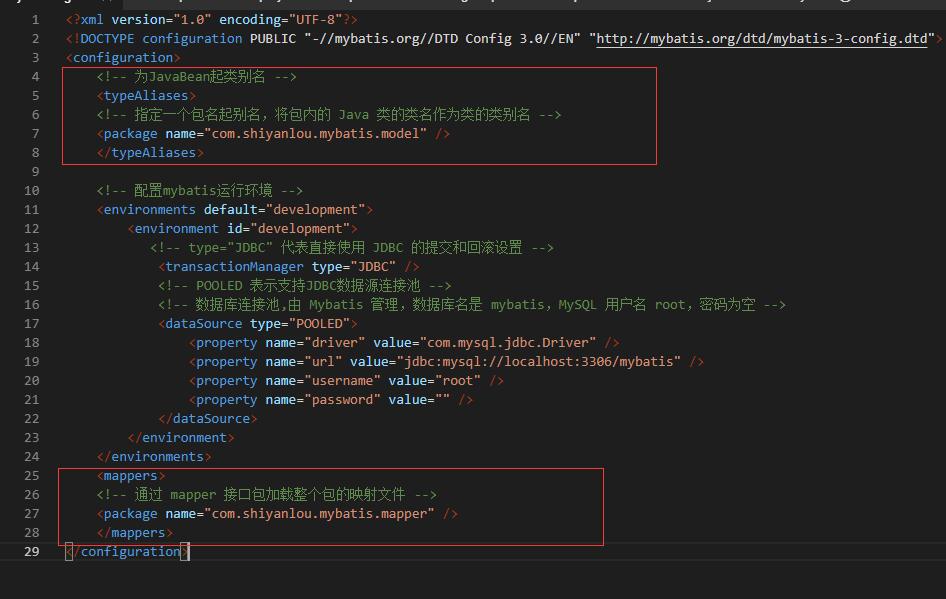 1 <?xml version="1.0" encoding="UTF-8"?>
2 <!DOCTYPE configuration PUBLIC "-//mybatis.org//DTD Config 3.0//EN" "http://mybatis.org/dtd/mybatis-3-config.dtd">
3 <configuration>
4 <!-- 为JavaBean起类别名 -->
5 <typeAliases>
6 <!-- 指定一个包名起别名，将包内的 Java 类的类名作为类的类别名 -->
7 <package name="com.shiyanlou.mybatis.model" />
8 </typeAliases>
9
10 <!-- 配置mybatis运行环境 -->
11 <environments default="development">
12 <environment id="development">
13 <!-- type="JDBC" 代表直接使用 JDBC 的提交和回滚设置 -->
14 <transactionManager type="JDBC" />
15 <!-- POOLED 表示支持JDBC数据源连接池 -->
16 <!-- 数据库连接池,由 Mybatis 管理，数据库名是 mybatis，MySQL 用户名 root，密码为空 -->
17 <dataSource type="POOLED">
18 <property name="driver" value="com.mysql.jdbc.Driver" />
19 <property name="url" value="jdbc:mysql://localhost:3306/mybatis" />
20 <property name="username" value="root" />
21 <property name="password" value="" />
22 </dataSource>
23 </environment>
24 </environments>
25 <mappers>
26 <!-- 通过 mapper 接口包加载整个包的映射文件 -->
27 <package name="com.shiyanlou.mybatis.mapper" />
28 </mappers>
29 </configuration>